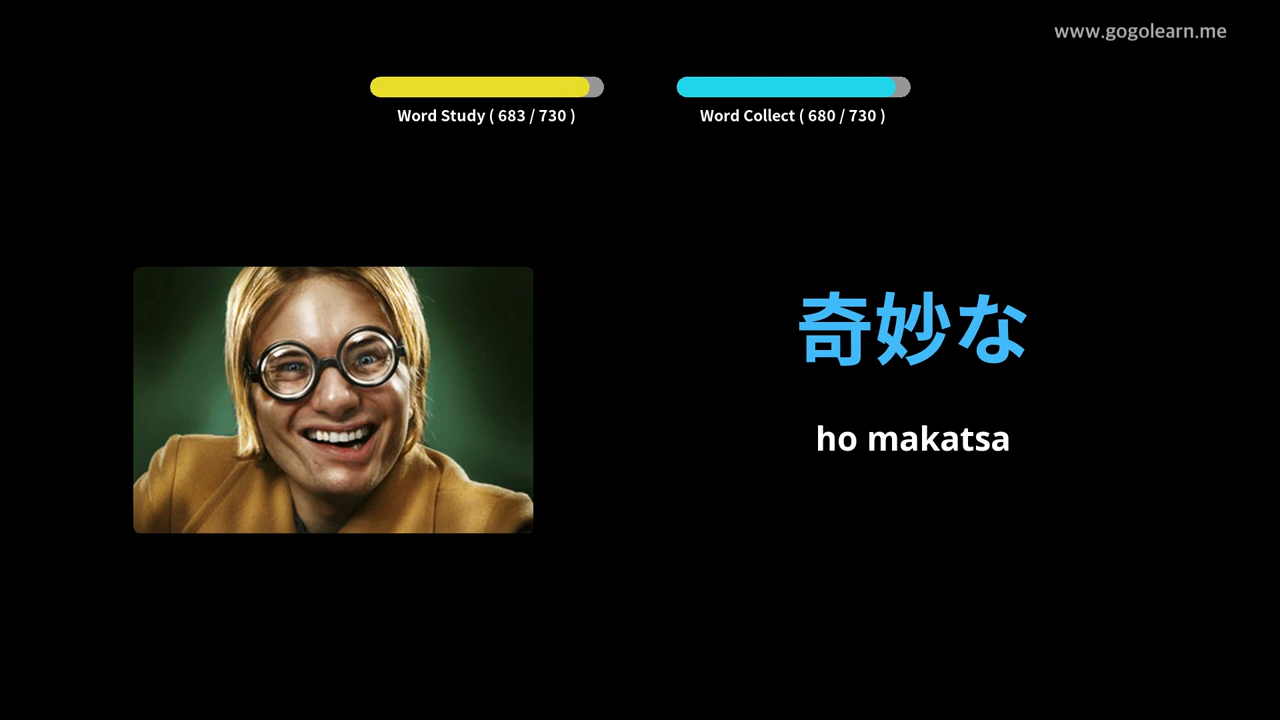 www.gogolearn.me
Word Study ( 683 / 730 )
Word Collect ( 680 / 730 )
奇妙な
ho makatsa